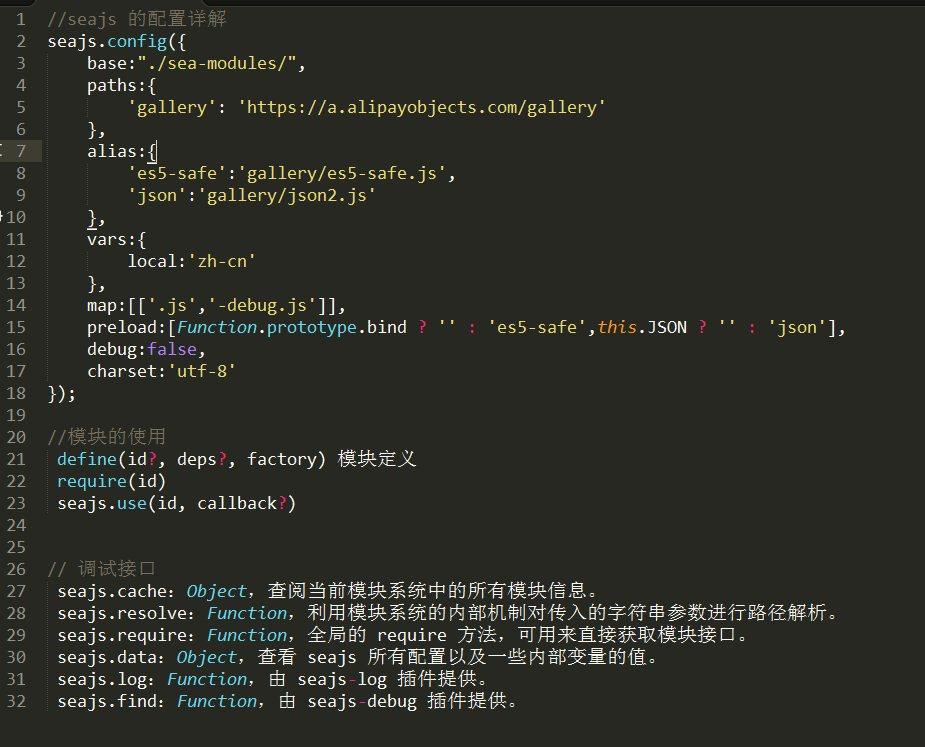 1 //seajs 的配置详解
2 seajs.config({
3 base:"./sea-modules/",
4 paths:{
5 'gallery': 'https://a.alipayobjects.com/gallery'
6 },
7 alias:{
8 'es5-safe':'gallery/es5-safe.js',
9 'json':'gallery/json2.js'
10 },
11 vars:{
12 local:'zh-cn'
13 },
14 map:[['.js','-debug.js']],
15 preload:[Function.prototype.bind ? '' : 'es5-safe',this.JSON ? '' : 'json'],
16 debug:false,
17 charset:'utf-8'
18 });
19
20 //模块的使用
21 define(id?, deps?, factory) 模块定义
22 require(id)
23 seajs.use(id, callback?)
24
25
26 // 调试接口
27 seajs.cache：Object，查阅当前模块系统中的所有模块信息。
28 seajs.resolve：Function，利用模块系统的内部机制对传入的字符串参数进行路径解析。
29 seajs.require：Function，全局的 require 方法，可用来直接获取模块接口。
30 seajs.data：Object，查看 seajs 所有配置以及一些内部变量的值。
31 seajs.log：Function，由 seajs-log 插件提供。
32 seajs.find：Function，由 seajs-debug 插件提供。